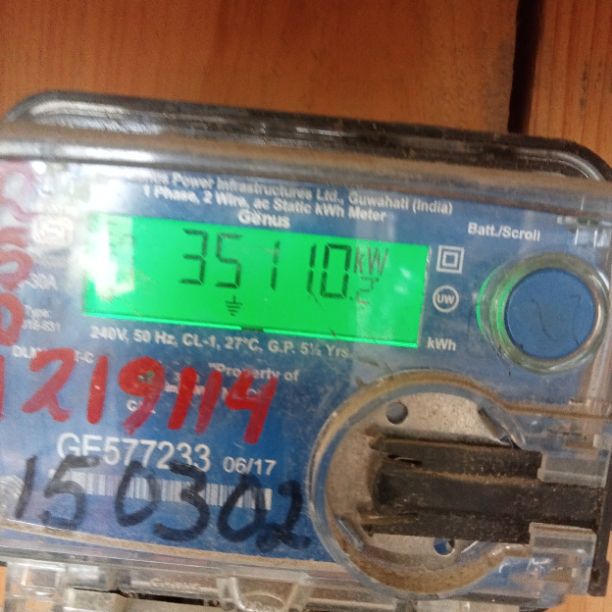 Power Infrastructures Ltd., Guwahati (India)
1 Phase, 2 Wire, ac Static kWh Meter
Genus
Batt./Scroll
35110 kW
UW
240V, 50 Hz, CL-1, 27°C, G.P. 5½ Yrs.
kWh
"Property of
1219114
GE577233 06/17
150302